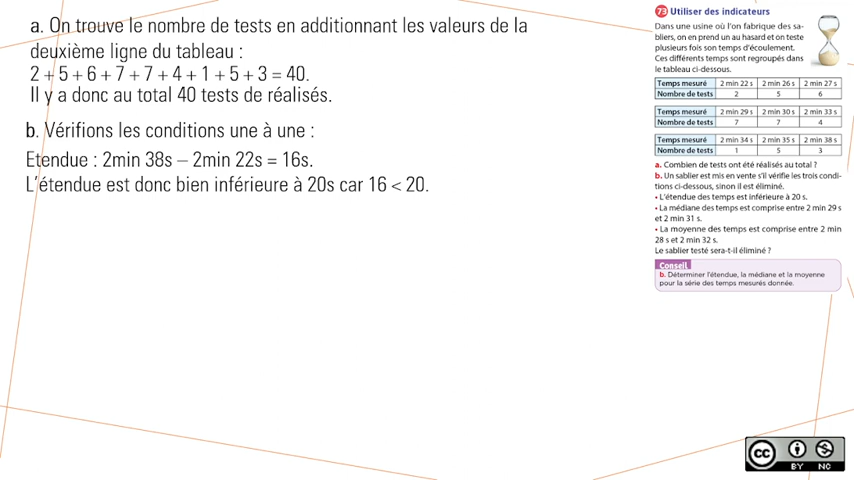 a. On trouve le nombre de tests en additionnant les valeurs de la
deuxième ligne du tableau :
2 + 5 + 6 + 7 + 7 + 4 + 1 + 5 + 3 = 40.
Il y a donc au total 40 tests de réalisés.
b. Vérifions les conditions une à une :
Etendue : 2min 38s – 2min 22s = 16s.
L'étendue est donc bien inférieure à 20s car 16 < 20.
73 Utiliser des indicateurs
Dans une usine où l'on fabrique des sa-
bliers, on en prend un au hasard et on teste
plusieurs fois son temps d'écoulement.
Ces différents temps sont regroupés dans
le tableau ci-dessous.
Temps mesuré 2 min 22 s 2 min 26 s 2 min 27 s
Nombre de tests 2 5 6
Temps mesuré 2 min 29 s 2 min 30 s 2 min 33 s
Nombre de tests 7 7 4
Temps mesuré 2 min 34 s 2 min 35 s 2 min 38 s
Nombre de tests 1 5 3
a. Combien de tests ont été réalisés au total ?
b. Un sablier est mis en vente s'il vérifie les trois condi-
tions ci-dessous, sinon il est éliminé.
• L'étendue des temps est inférieure à 20 s.
• La médiane des temps est comprise entre 2 min 29 s
et 2 min 31 s.
• La moyenne des temps est comprise entre 2 min
28 s et 2 min 32 s.
Le sablier testé sera-t-il éliminé ?
Conseil
b. Déterminer l'étendue, la médiane et la moyenne
pour la série des temps mesurés donnée.
cc
BY NC